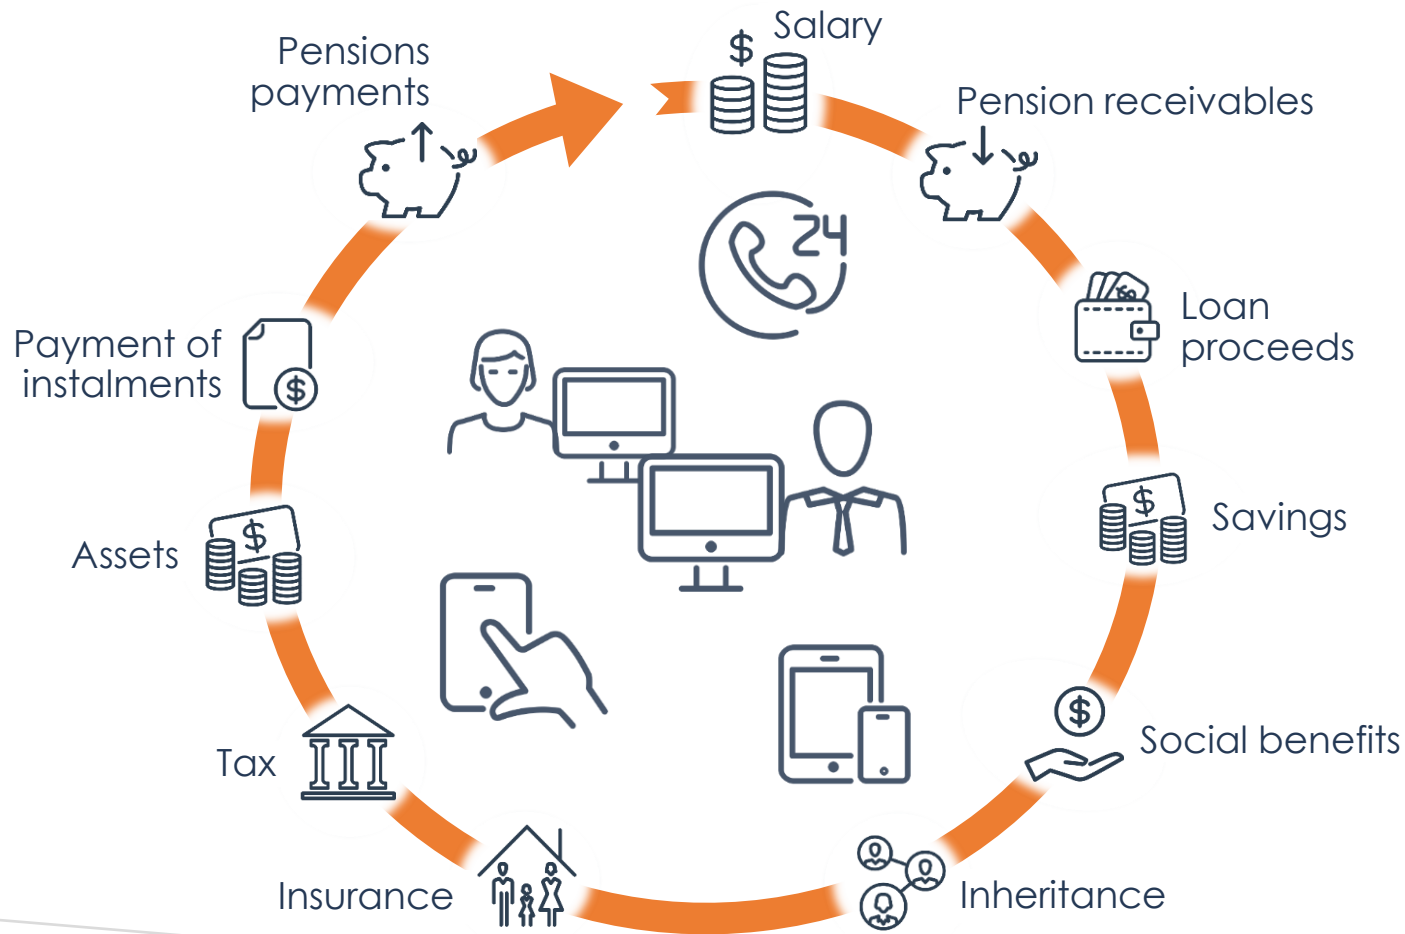 Salary
$
Pensions
payments
Pension receivables
24
Loan
proceeds
$
Payment of
instalments
$
$
Savings
$
Assets
$
Social benefits
Tax
Insurance
Inheritance